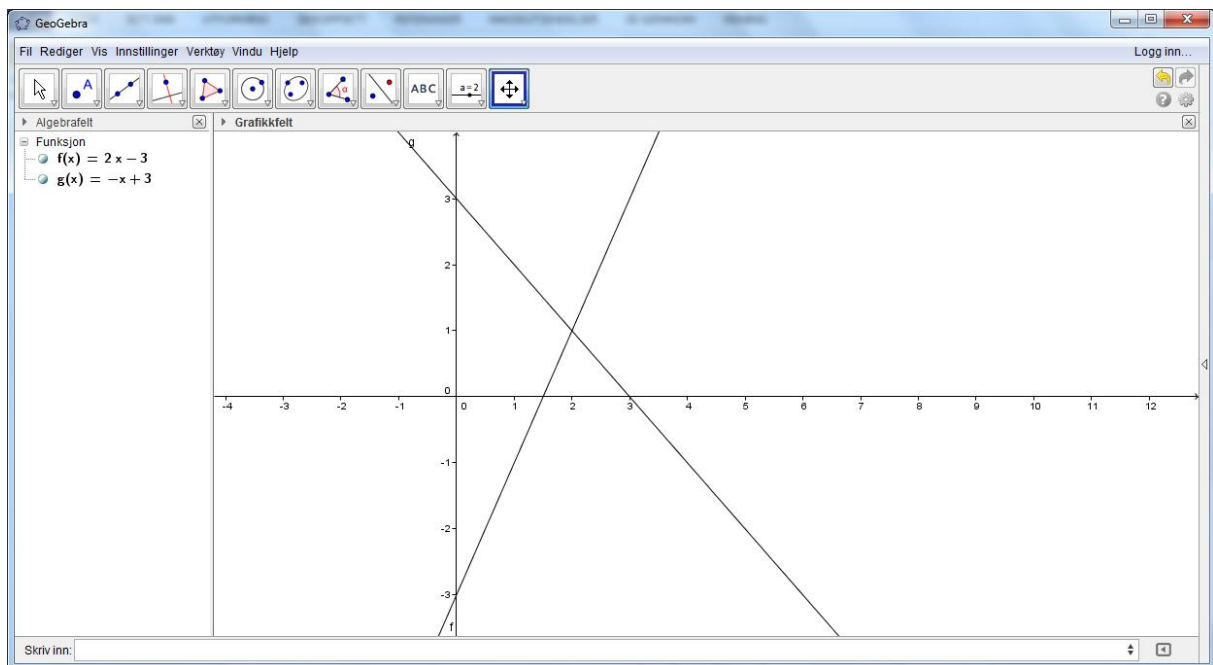 GeoGebra
Fil Rediger Vis Innstillinger Verktøy Vindu Hjelp Logg inn...
A α ABC a=2
Algebrafelt Grafikkfelt
Funksjon
f(x) = 2 x − 3
g(x) = −x + 3
g
3
2
1
0
-4 -3 -2 -1 0 1 2 3 4 5 6 7 8 9 10 11 12
-1
-2
-3
f
Skriv inn: